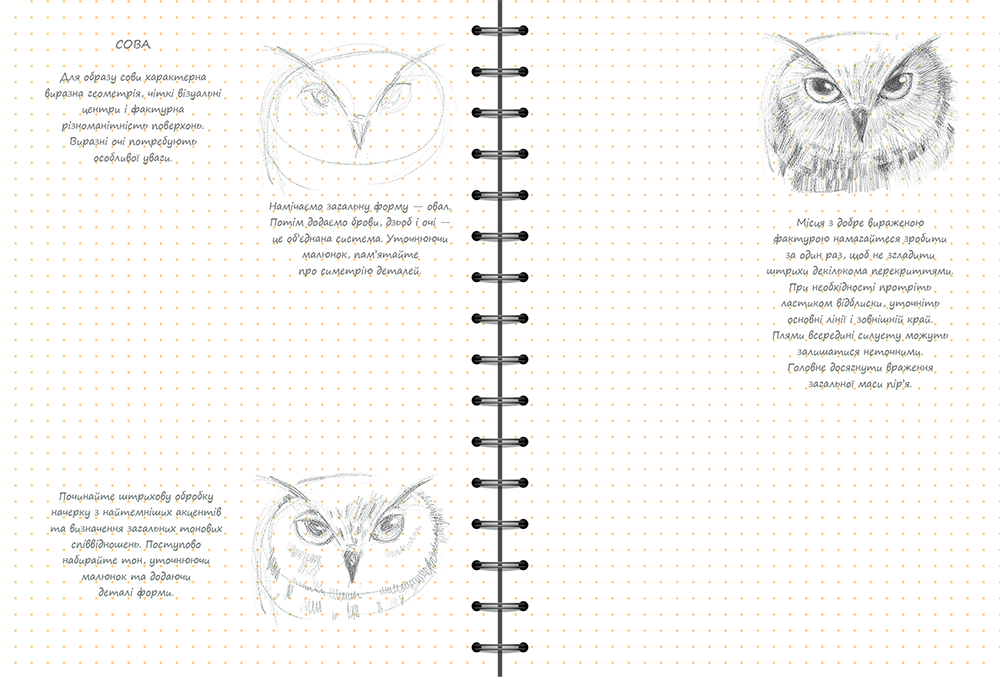 СОВА
Для образу сови характерна
виразна геометрія, чіткі візуальні
центри і фактурна
різноманітність поверхонь.
Виразні очі потребують
особливої уваги.
Намічаємо загальну форму — овал.
Потім додаємо брови, дзьоб і очі —
це об'єднана система. Уточнюючи
малюнок, пам'ятайте
про симетрію деталей.
Починайте штрихову обробку
начерку з найтемніших акцентів
та визначення загальних тонових
співвідношень. Поступово
набирайте тон, уточнюючи
малюнок та додаючи
деталі форми.
Місця з добре вираженою
фактурою намагайтеся зробити
за один раз, щоб не згладити
штрихи декількома перекриттями.
При необхідності протріть
ластиком відблиски, уточніть
основні лінії і зовнішній край.
Плями всередині силуету можуть
залишатися неточними.
Головне досягнути враження
загальної маси пір'я.